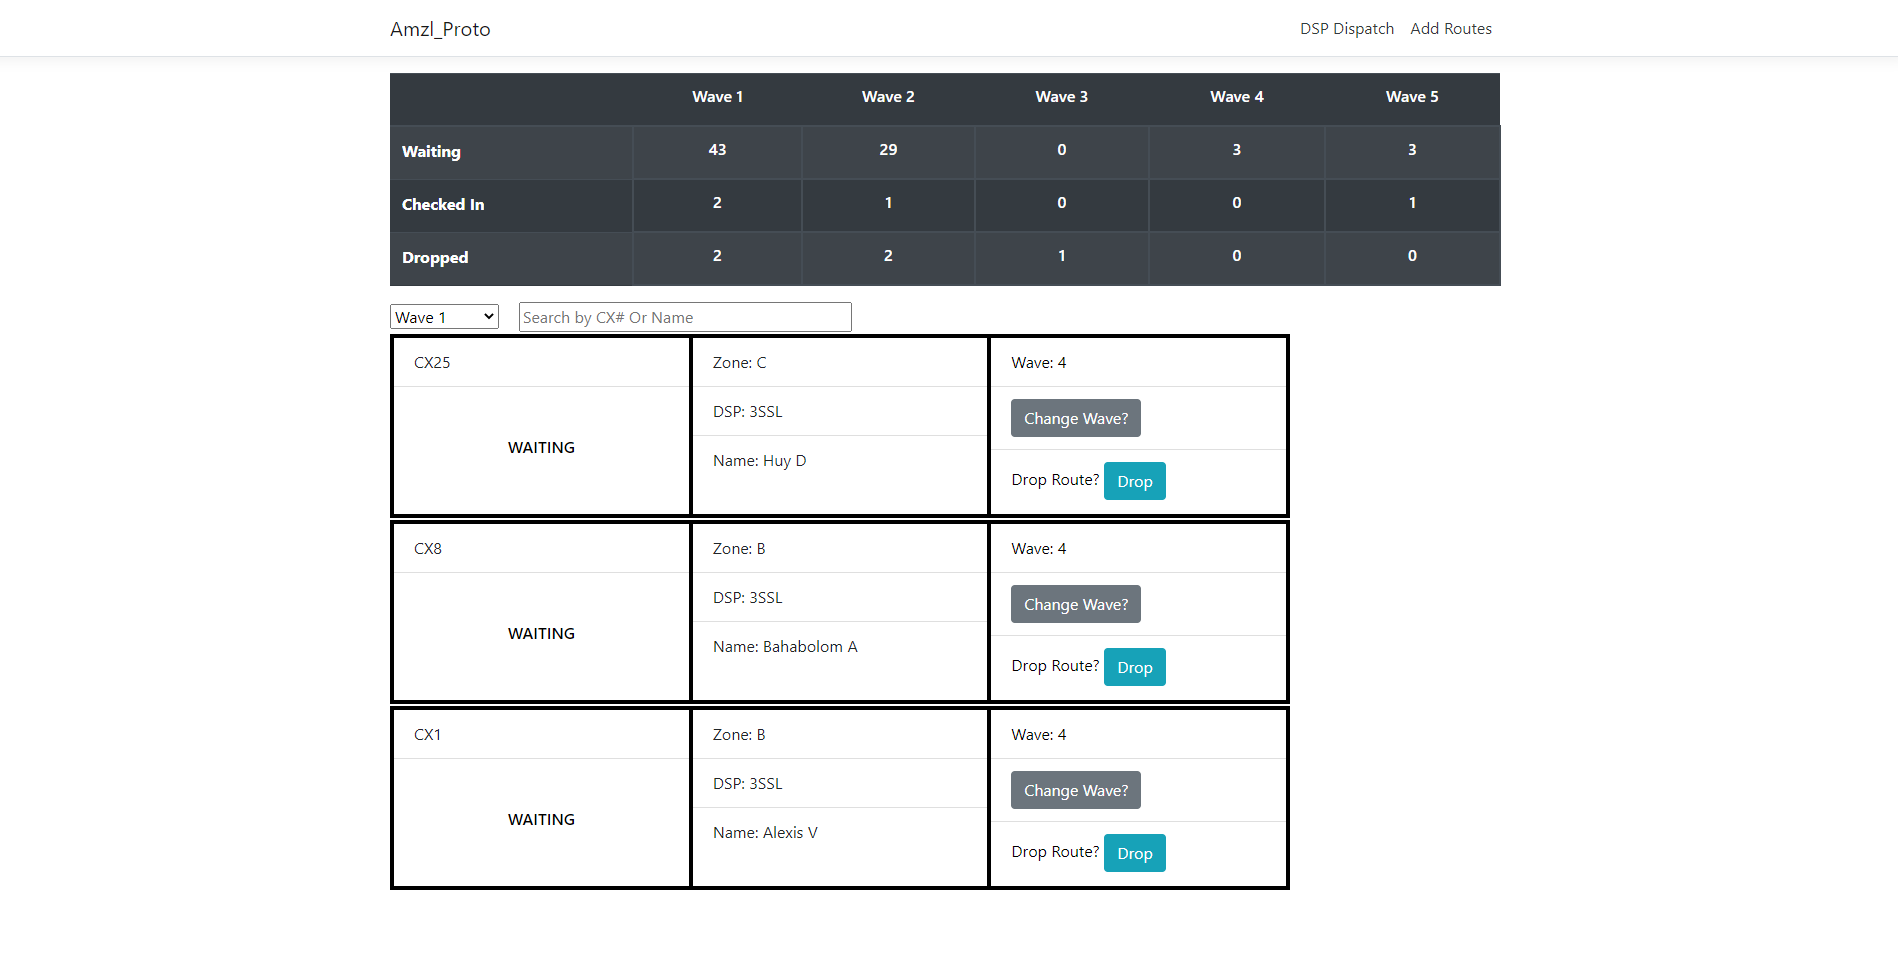 Amzl_Proto DSP Dispatch Add Routes
Wave 1 Wave 2 Wave 3 Wave 4 Wave 5
Waiting 43 29 0 3 3
Checked In 2 1 0 0 1
Dropped 2 2 1 0 0
Wave 1 Search by CX# Or Name
CX25 Zone: C Wave: 4
DSP: 3SSL Change Wave?
WAITING Name: Huy D
Drop Route? Drop
CX8 Zone: B Wave: 4
DSP: 3SSL Change Wave?
WAITING Name: Bahabolom A
Drop Route? Drop
CX1 Zone: B Wave: 4
DSP: 3SSL Change Wave?
WAITING Name: Alexis V
Drop Route? Drop